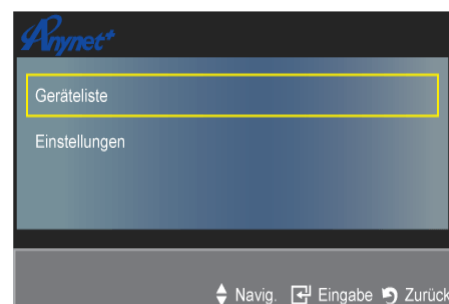 Anynet+
Geräteliste
Einstellungen
Navig. Eingabe Zurück